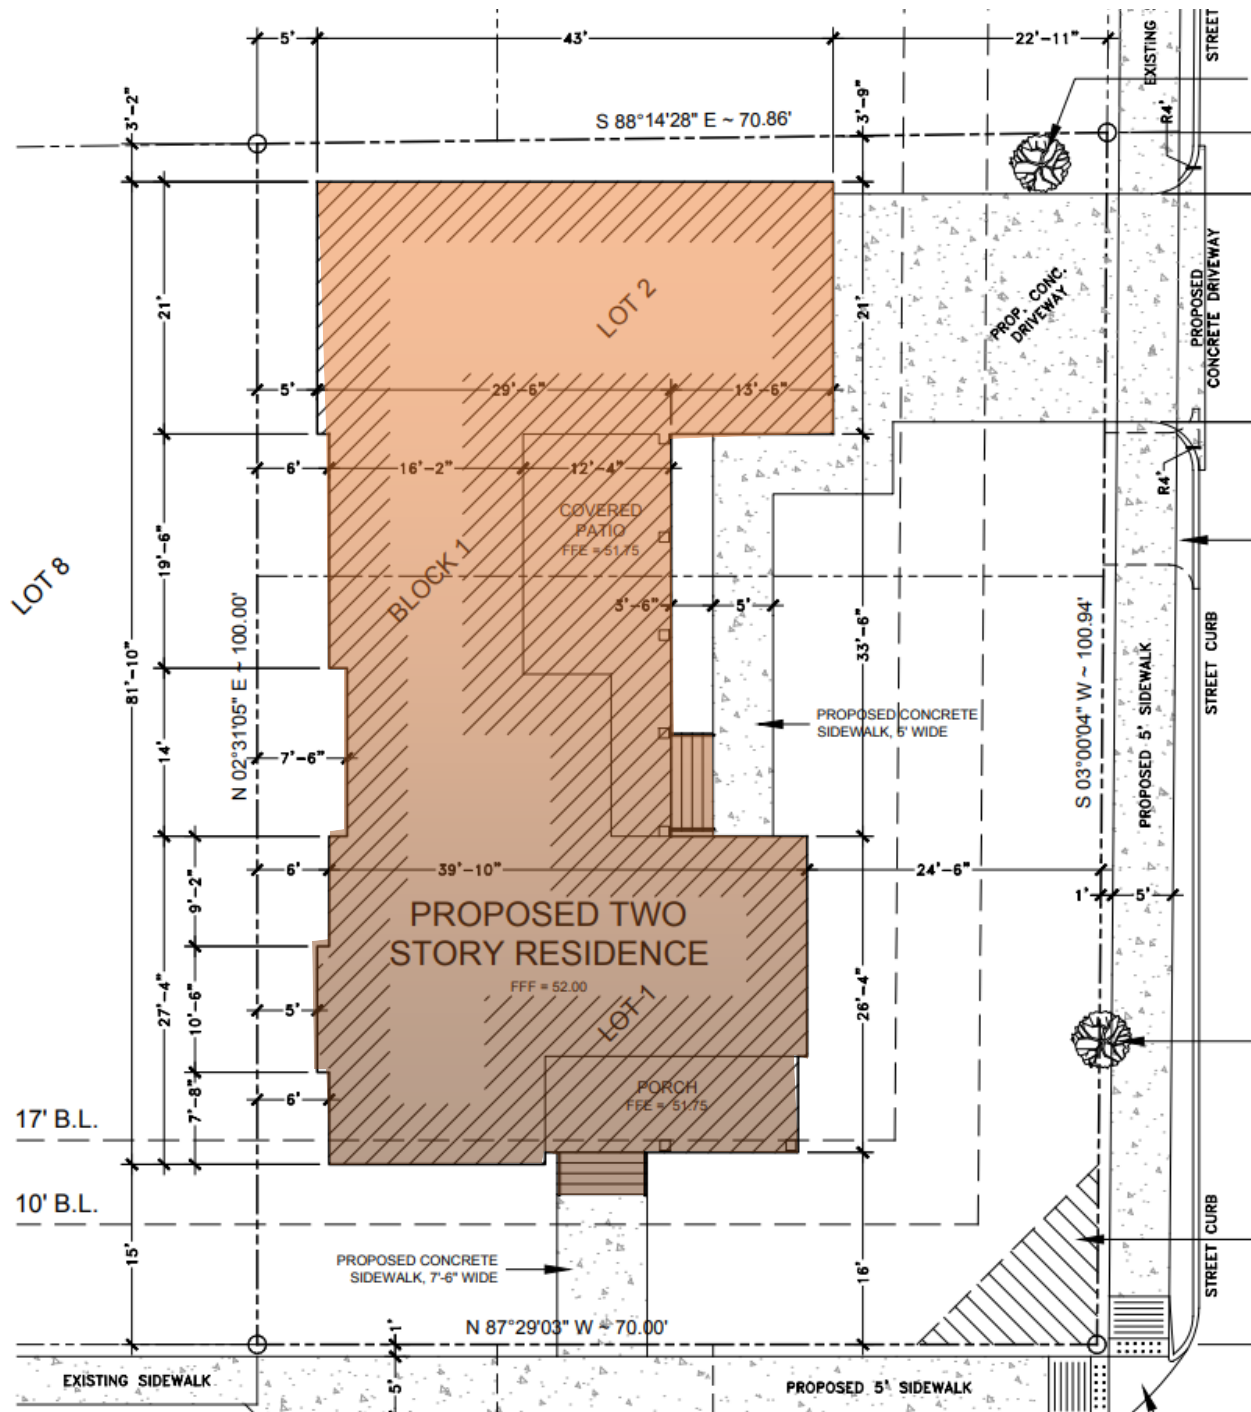 5'
43'
22'-11"
EXISTING
STREET
3'-2"
S 88°14'28" E ~ 70.86'
3'-9"
R4'
LOT 2
PROP. CONC.
DRIVEWAY
PROPOSED
CONCRETE DRIVEWAY
21'
21'
5'
29'-6"
13'-6"
6'
16'-2"
12'-4"
R4'
COVERED
PATIO
FFE = 51.75
BLOCK 1
LOT 8
19'-6"
3'-6"
5'
N 02°31'05" E ~ 100.00'
S 03°00'04" W ~ 100.94'
33'-6"
81'-10"
STREET CURB
PROPOSED 5' SIDEWALK
PROPOSED CONCRETE
SIDEWALK, 5' WIDE
14'
7'-6"
6'
39'-10"
24'-6"
1'
5'
9'-2"
PROPOSED TWO
STORY RESIDENCE
FFF = 52.00
LOT 1
27'-4"
10'-6"
5'
26'-4"
7'-8"
6'
PORCH
FFE = 51.75
17' B.L.
10' B.L.
15'
PROPOSED CONCRETE
SIDEWALK, 7'-6" WIDE
16'
STREET CURB
N 87°29'03" W ~ 70.00'
1'
EXISTING SIDEWALK
5'
PROPOSED 5' SIDEWALK